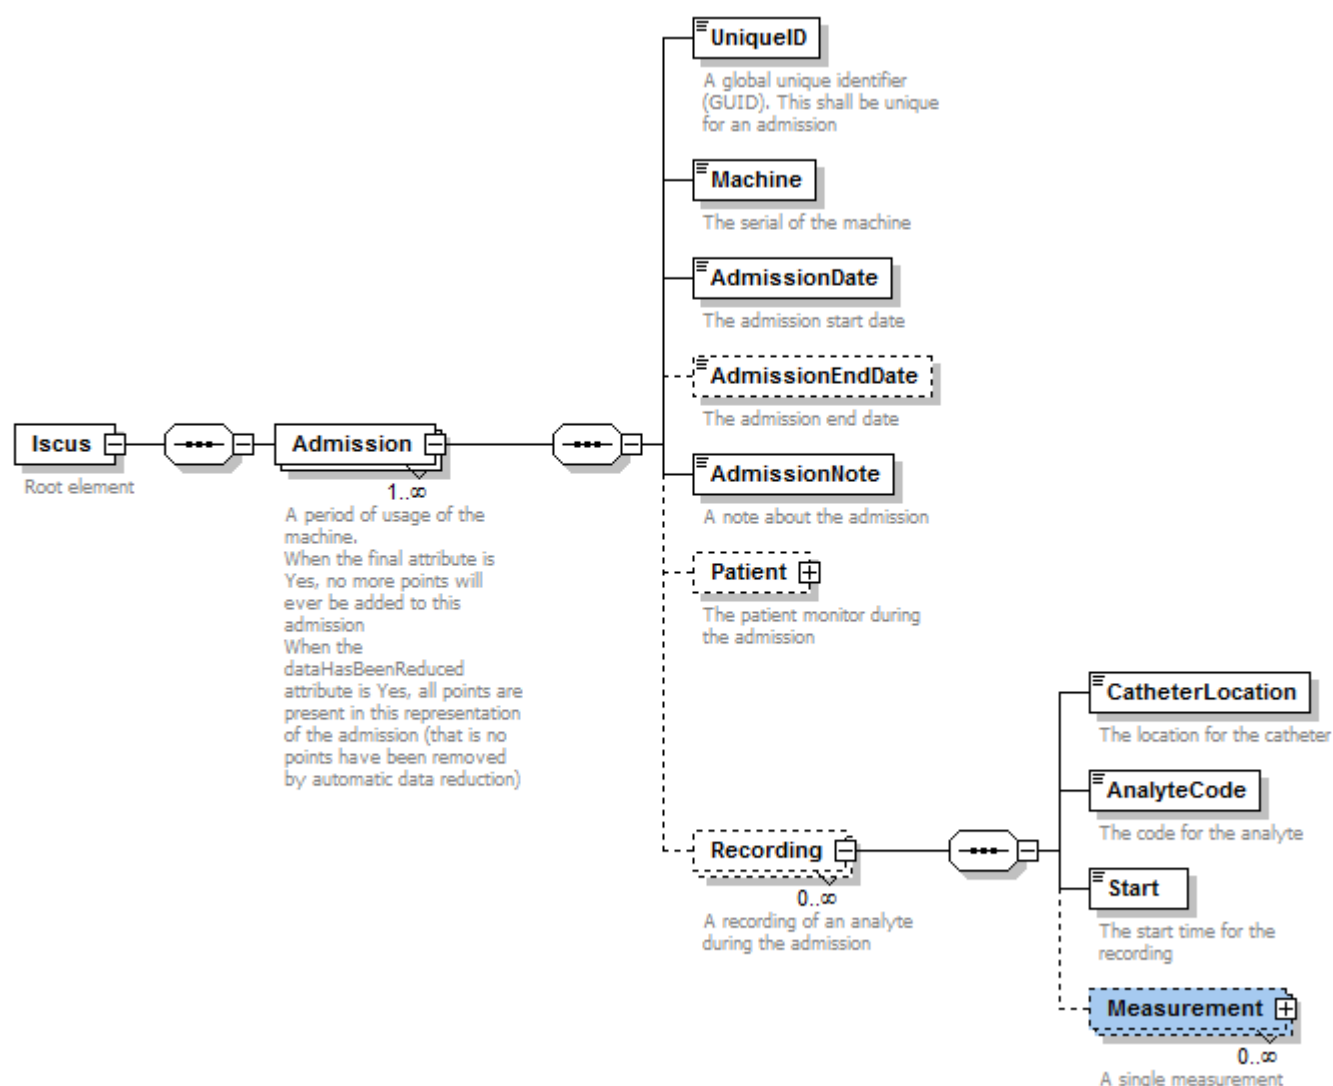 UniqueID
A global unique identifier
(GUID). This shall be unique
for an admission
Machine
The serial of the machine
AdmissionDate
The admission start date
AdmissionEndDate
The admission end date
Iscus
Root element
Admission
1..∞
A period of usage of the
machine.
When the final attribute is
Yes, no more points will
ever be added to this
admission
When the
dataHasBeenReduced
attribute is Yes, all points are
present in this representation
of the admission (that is no
points have been removed
by automatic data reduction)
AdmissionNote
A note about the admission
Patient
The patient monitor during
the admission
Recording
0..∞
A recording of an analyte
during the admission
CatheterLocation
The location for the catheter
AnalyteCode
The code for the analyte
Start
The start time for the
recording
Measurement
0..∞
A single measurement